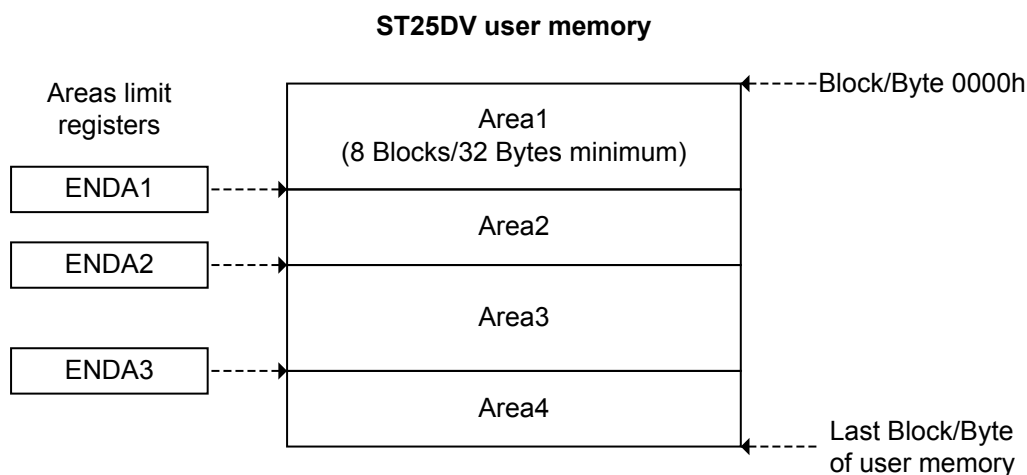 ST25DV user memory
Areas limit
registers
Block/Byte 0000h
Area1
(8 Blocks/32 Bytes minimum)
ENDA1
Area2
ENDA2
Area3
ENDA3
Area4
Last Block/Byte
of user memory